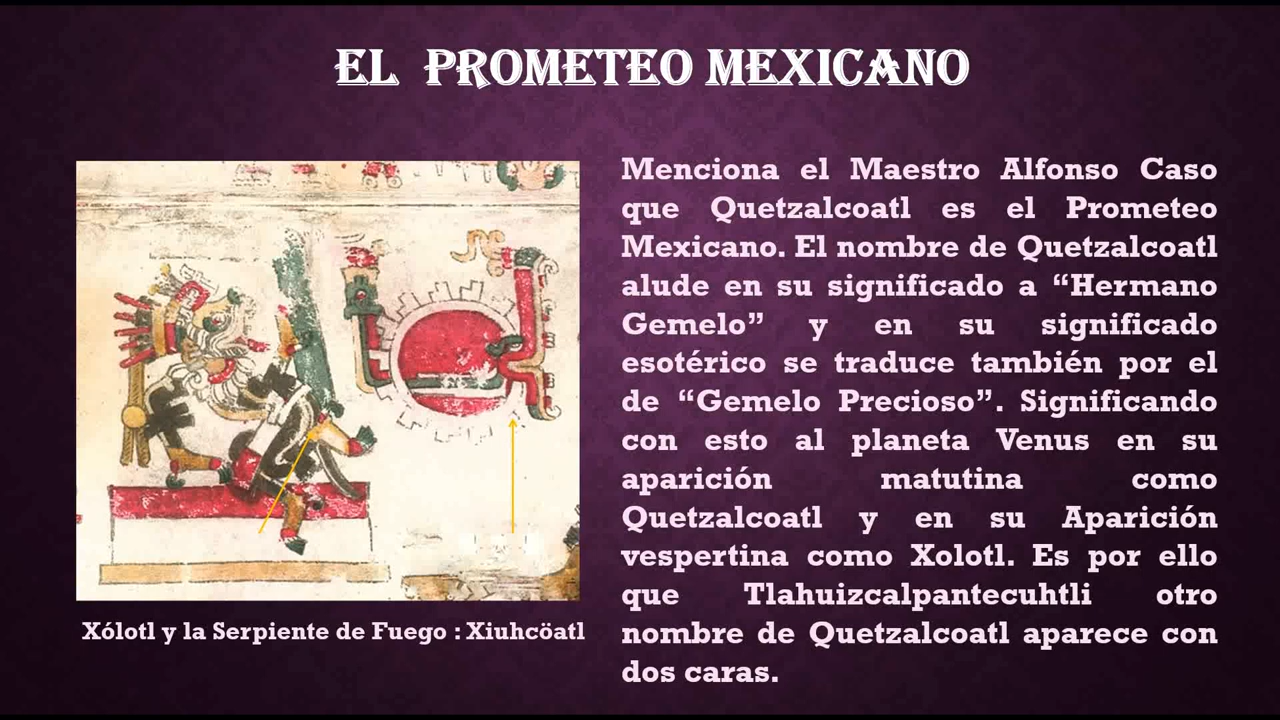 EL PROMETEO MEXICANO
Menciona el Maestro Alfonso Caso
que Quetzalcoatl es el Prometeo
Mexicano. El nombre de Quetzalcoatl
alude en su significado a “Hermano
Gemelo” y en su significado
esotérico se traduce también por el
de “Gemelo Precioso”. Significando
con esto al planeta Venus en su
aparición matutina como
Quetzalcoatl y en su Aparición
vespertina como Xolotl. Es por ello
que Tlahuizcalpantecuhtli otro
nombre de Quetzalcoatl aparece con
dos caras.
Xólotl y la Serpiente de Fuego : Xiuhcöatl